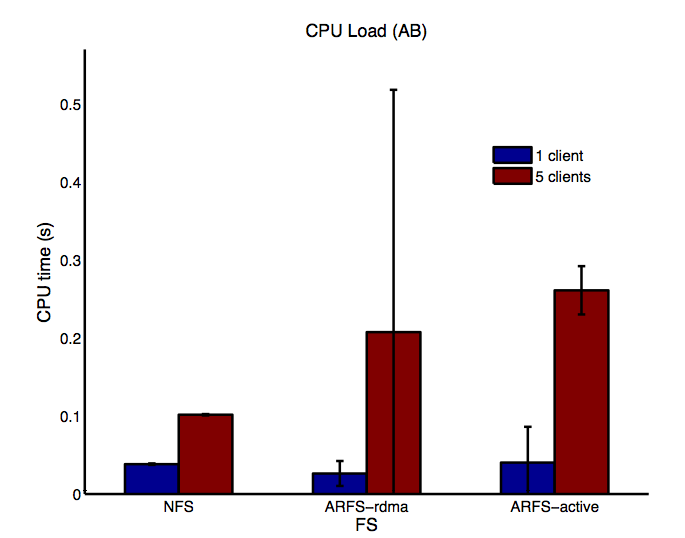 CPU Load (AB)
0.5
0.4
0.3
0.2
0.1
0
CPU time (s)
1 client
5 clients
NFS
ARFS-rdma
ARFS-active
FS